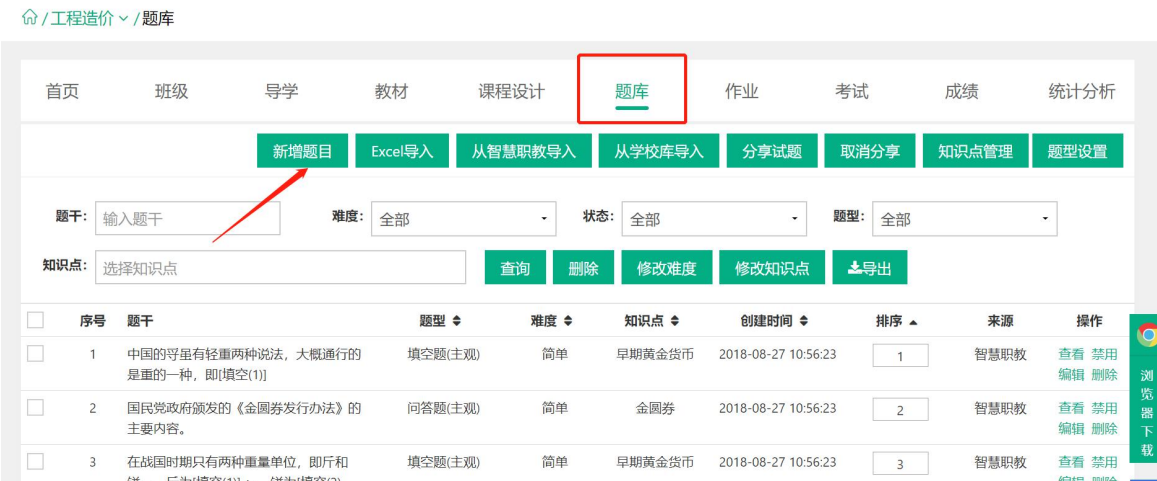 /工程造价 /题库
首页 班级 导学 教材 课程设计 题库 作业 考试 成绩 统计分析
新增题目 Excel导入 从智慧职教导入 从学校库导入 分享试题 取消分享 知识点管理 题型设置
题干: 输入题干 难度: 全部 状态: 全部 题型: 全部
知识点: 选择知识点 查询 删除 修改难度 修改知识点 导出
序号 题干 题型 难度 知识点 创建时间 排序 来源 操作
1 中国的寽虽有轻重两种说法，大概通行的 填空题(主观) 简单 早期黄金货币 2018-08-27 10:56:23 1 智慧职教 查看 禁用
是重的一种，即[填空(1)] 编辑 删除
2 国民党政府颁发的《金圆券发行办法》的 问答题(主观) 简单 金圆券 2018-08-27 10:56:23 2 智慧职教 查看 禁用
主要内容。 编辑 删除
3 在战国时期只有两种重量单位，即斤和 填空题(主观) 简单 早期黄金货币 2018-08-27 10:56:23 3 智慧职教 查看 禁用
浏览器下载